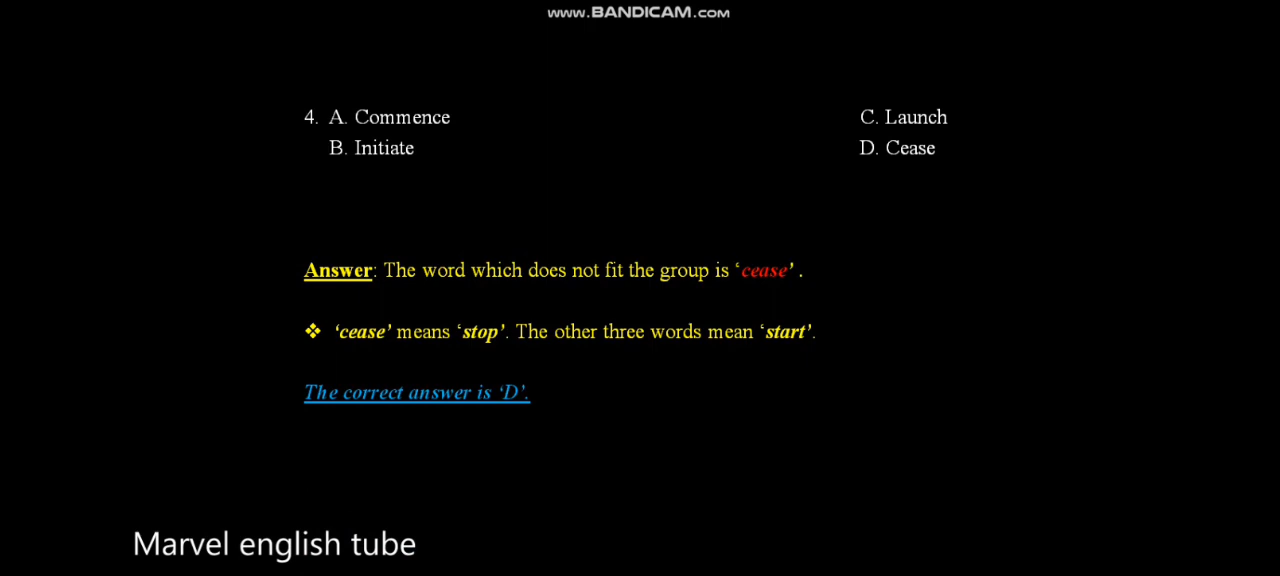 www.BANDICAM.com
4. A. Commence C. Launch
B. Initiate D. Cease
Answer: The word which does not fit the group is ‘cease’ .
❖ ‘cease’ means ‘stop’. The other three words mean ‘start’.
The correct answer is ‘D’.
Marvel english tube